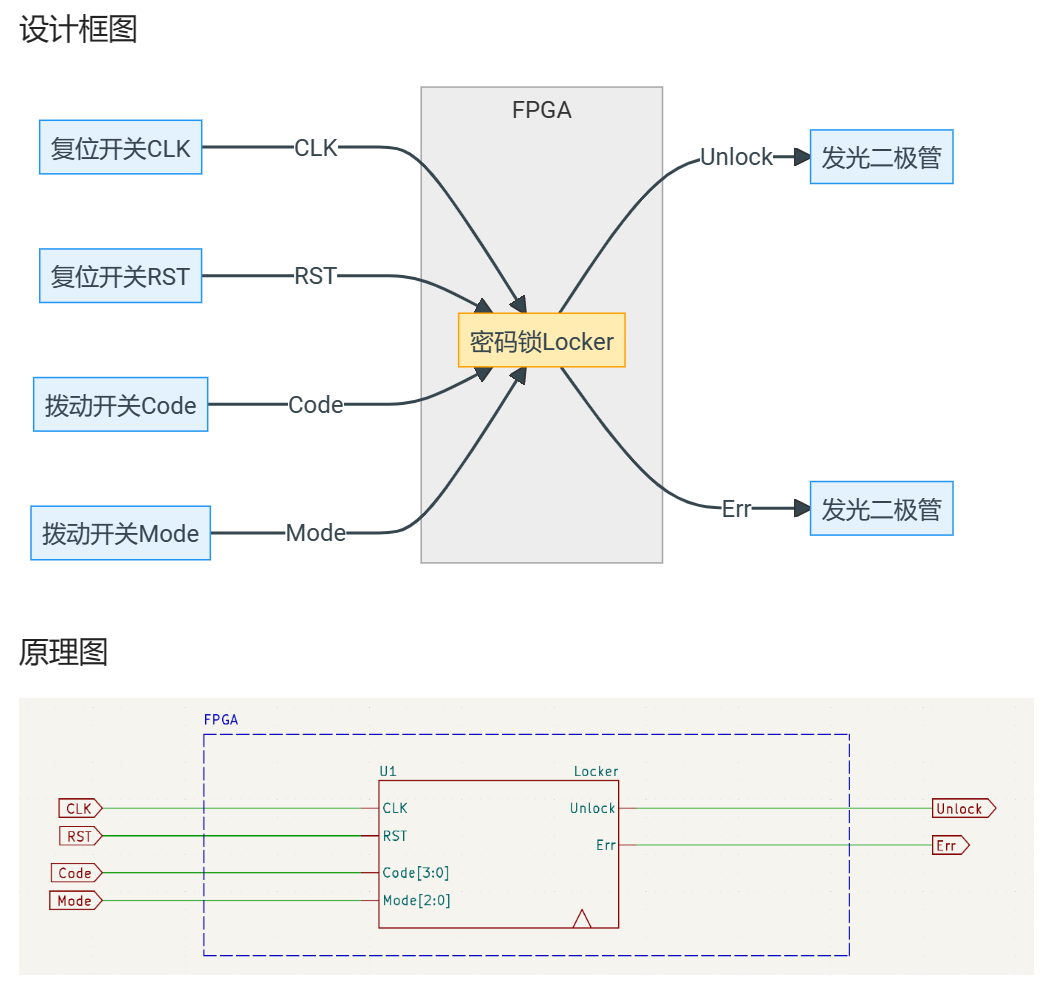 设计框图
FPGA
复位开关CLK
CLK
Unlock
发光二极管
复位开关RST
RST
密码锁Locker
拨动开关Code
Code
拨动开关Mode
Mode
Err
发光二极管
原理图
FPGA
U1
Locker
CLK
CLK
Unlock
Unlock
RST
RST
Err
Err
Code
Code[3:0]
Mode
Mode[2:0]